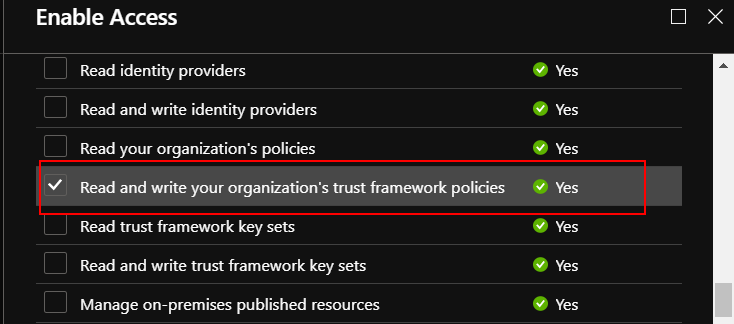 Enable Access
Read identity providers Yes
Read and write identity providers Yes
Read your organization's policies Yes
Read and write your organization's trust framework policies Yes
Read trust framework key sets Yes
Read and write trust framework key sets Yes
Manage on-premises published resources Yes